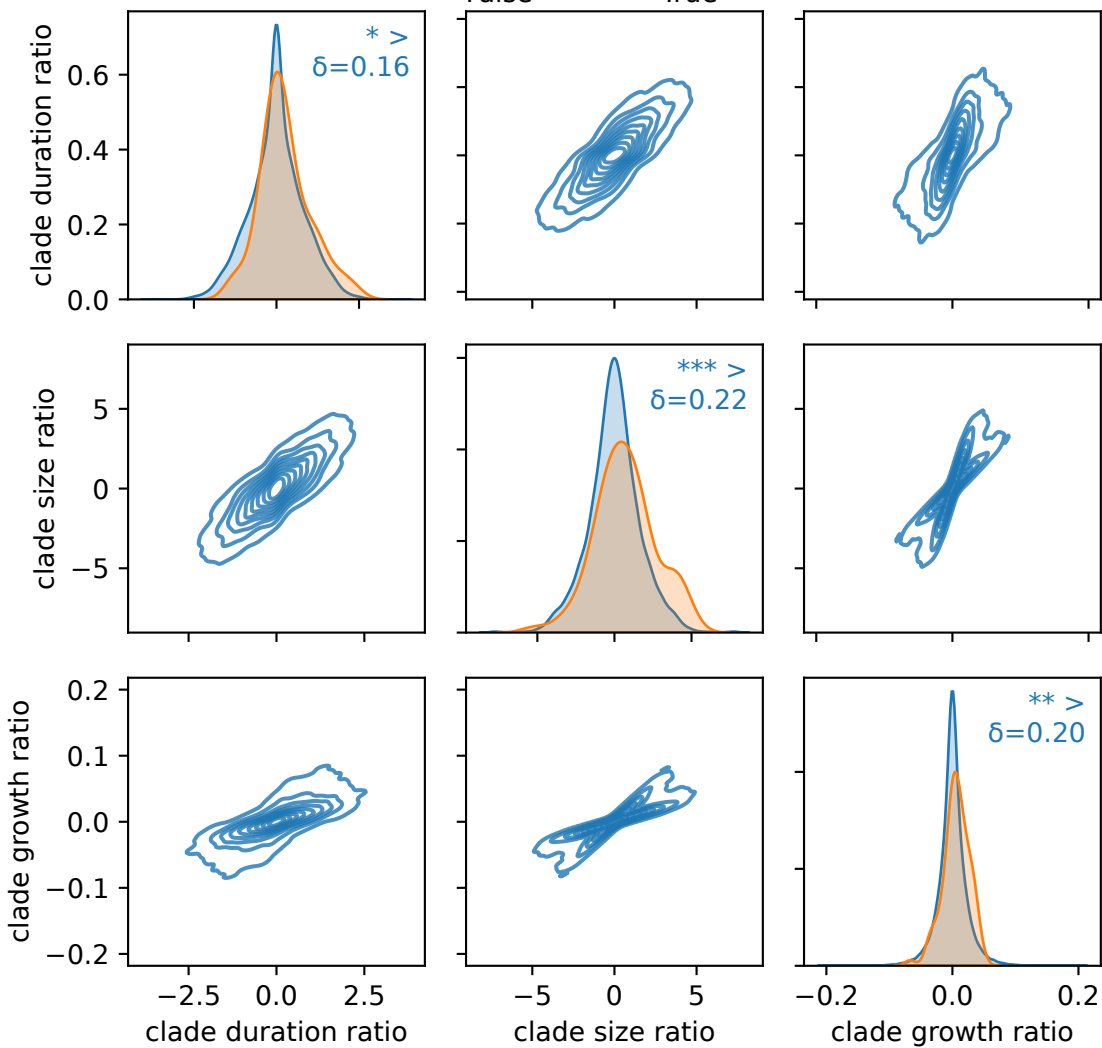 True
clade duration ratio
0.6
0.4
0.2
0.0
* >
δ=0.16
clade size ratio
5
0
−5
*** >
δ=0.22
clade growth ratio
0.2
0.1
0.0
−0.1
−0.2
** >
δ=0.20
−2.5 0.0 2.5
−5 0 5
−0.2 0.0 0.2
clade duration ratio
clade size ratio
clade growth ratio